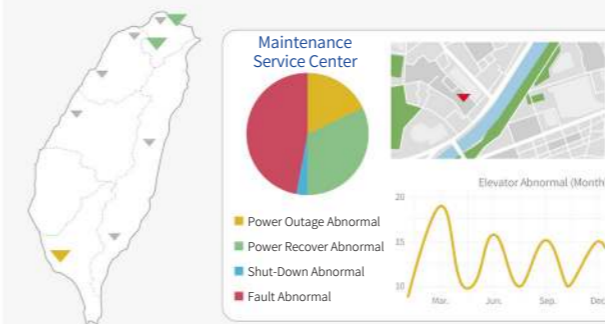 Maintenance
Service Center
Power Outage Abnormal
Power Recover Abnormal
Shut-Down Abnormal
Fault Abnormal
Elevator Abnormal (Month)
20
15
10
Mar.
Jun.
Sep.
Dec